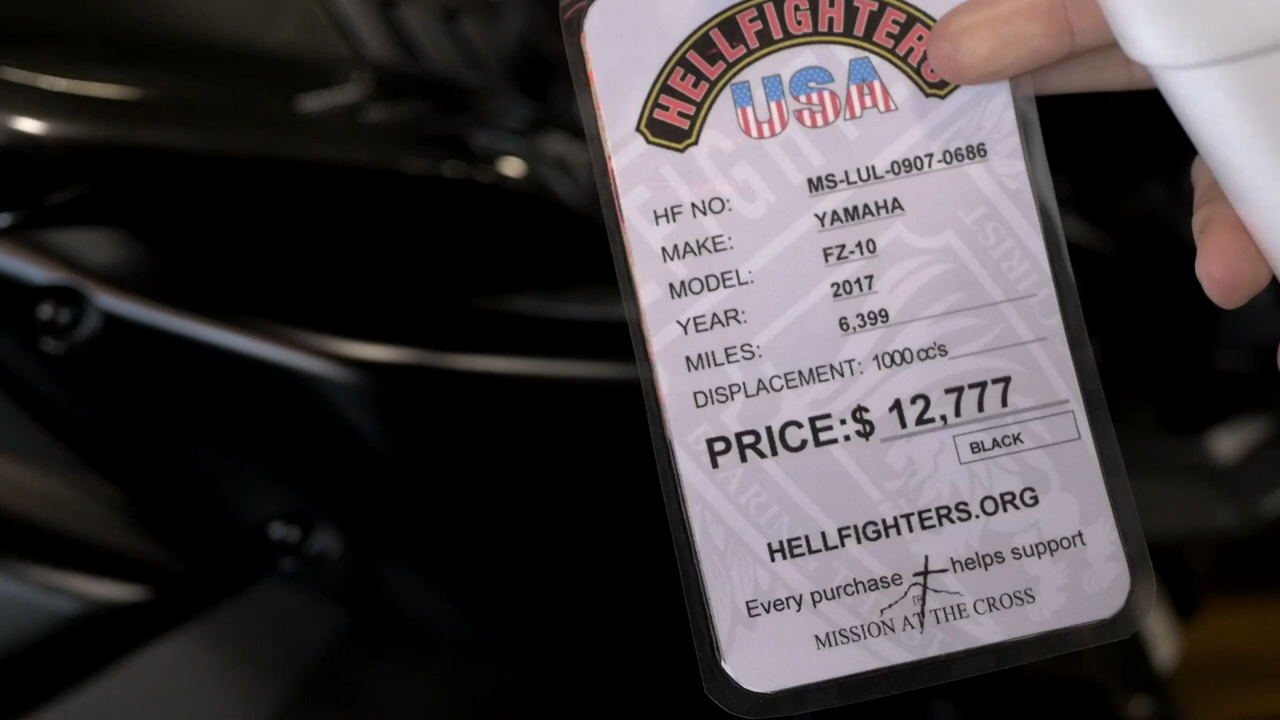 HELLFIGHTERS
USA
HF NO: MS-LUL-0907-0686
MAKE: YAMAHA
MODEL: FZ-10
YEAR: 2017
MILES: 6,399
DISPLACEMENT: 1000 cc's
PRICE:$ 12,777
BLACK
HELLFIGHTERS.ORG
Every purchase helps support
MISSION AT THE CROSS